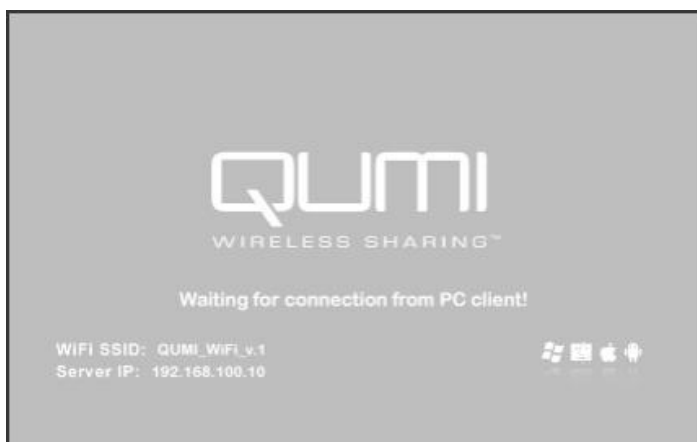 QUMI
WIRELESS SHARING™
Waiting for connection from PC client!
WiFi SSID: QUMI_WiFi_v.1
Server IP: 192.168.100.10